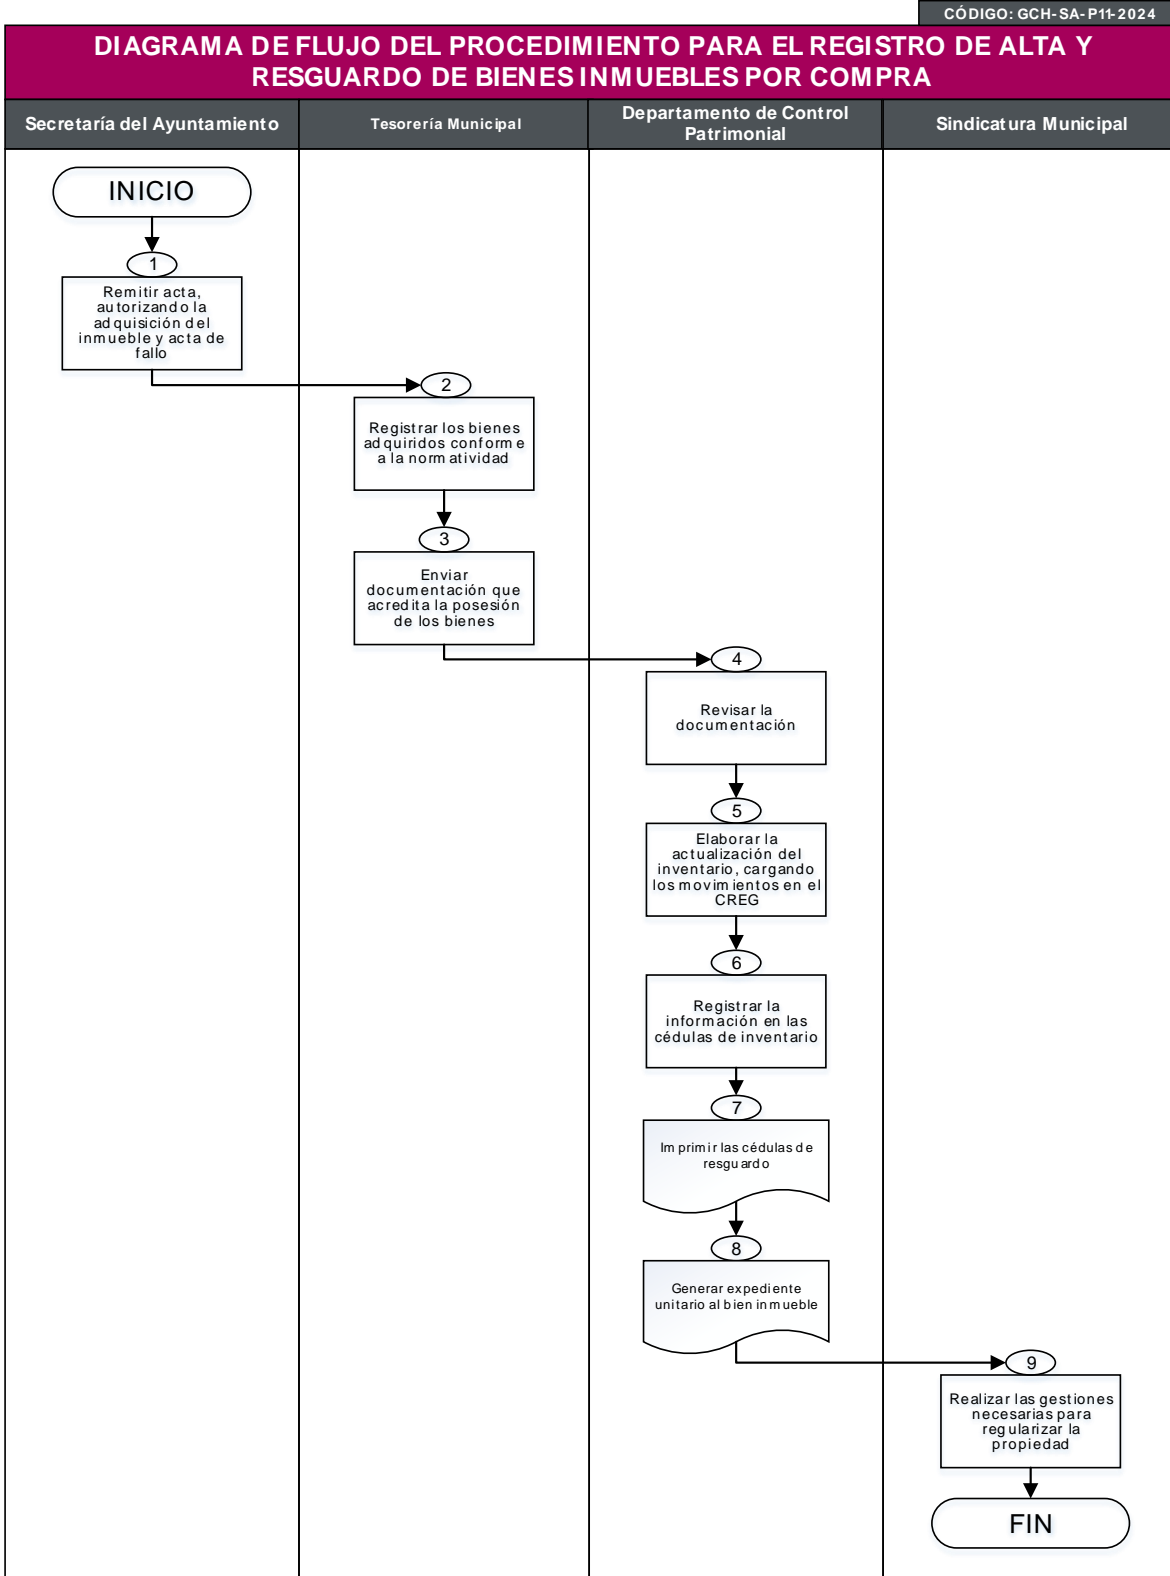 CÓDIGO: GCH-SA-P11-2024
DIAGRAMA DE FLUJO DEL PROCEDIMIENTO PARA EL REGISTRO DE ALTA Y
RESGUARDO DE BIENES INMUEBLES POR COMPRA
Secretaría del Ayuntamiento
Tesorería Municipal
Departamento de Control
Patrimonial
Sindicatura Municipal
INICIO
1
Remitir acta,
autorizando la
adquisición del
inmueble y acta de
fallo
2
Registrar los bienes
adquiridos conforme
a la normatividad
3
Enviar
documentación que
acredita la posesión
de los bienes
4
Revisar la
documentación
5
Elaborar la
actualización del
inventario, cargando
los movimientos en el
CREG
6
Registrar la
información en las
cédulas de inventario
7
Imprimir las cédulas de
resguardo
8
Generar expediente
unitario al bien inmueble
9
Realizar las gestiones
necesarias para
regularizar la
propiedad
FIN